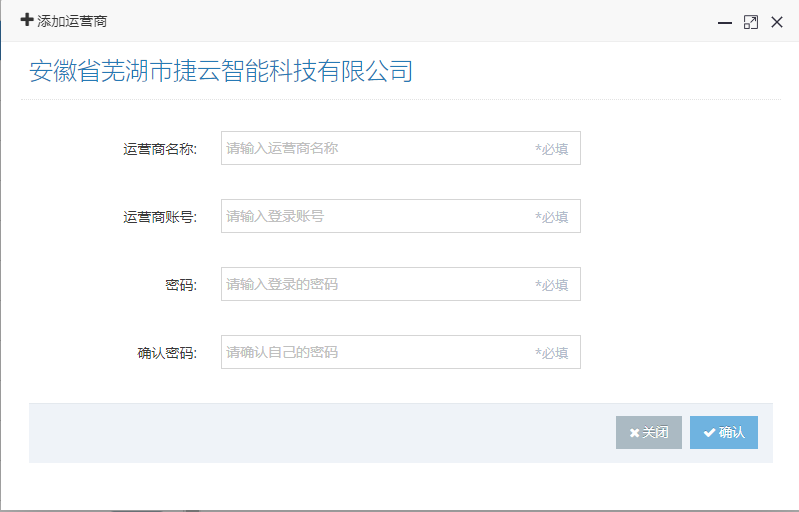 添加运营商
安徽省芜湖市捷云智能科技有限公司
运营商名称: 请输入运营商名称 *必填
运营商账号: 请输入登录账号 *必填
密码: 请输入登录的密码 *必填
确认密码: 请确认自己的密码 *必填
关闭 确认